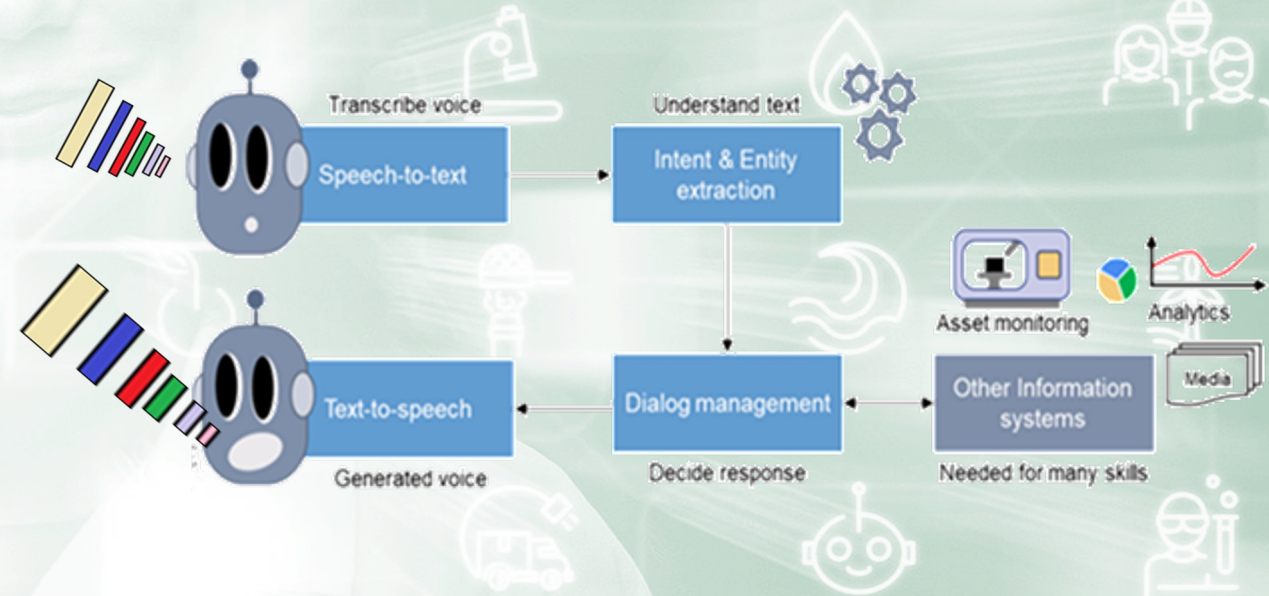 Transcribe voice
Speech-to-text
Understand text
Intent & Entity
extraction
Asset monitoring
Analytics
Media
Text-to-speech
Generated voice
Dialog management
Decide response
Other Information
systems
Needed for many skills